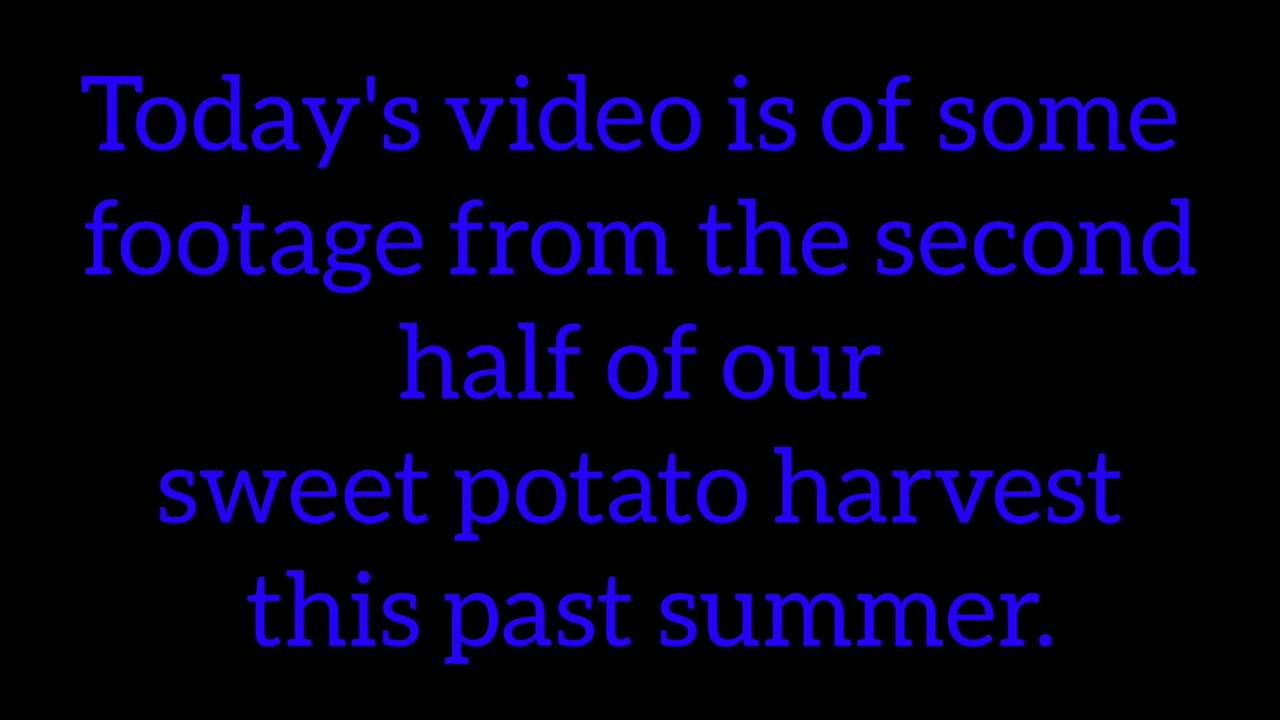 Today's video is of some
footage from the second
half of our
sweet potato harvest
this past summer.